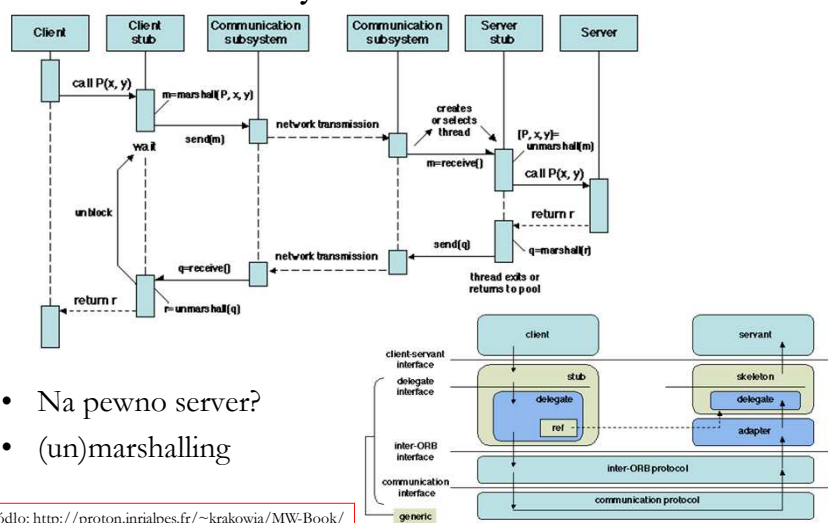 Client
Client
stub
Communication
subsystem
Communication
subsystem
Server
stub
Server
call P(x, y)
m=marshall(P, x, y)
send(m)
wait
network transmission
creates
or selects
thread
m=receive()
[P, x, y]=
unmarshall(m)
call P(x, y)
unblock
return r
send(q)
q=marshall(r)
network transmission
q=receive()
thread exits or
returns to pool
return r
r=unmarshall(q)
client
servant
client-servant
interface
stub
skeleton
delegate
interface
delegate
delegate
ref
adapter
inter-ORB
interface
inter-ORB protocol
communication
interface
communication protocol
generic
• Na pewno server?
• (un)marshalling
ódło: http://proton.inrialpes.fr/~krakowia/MW-Book/